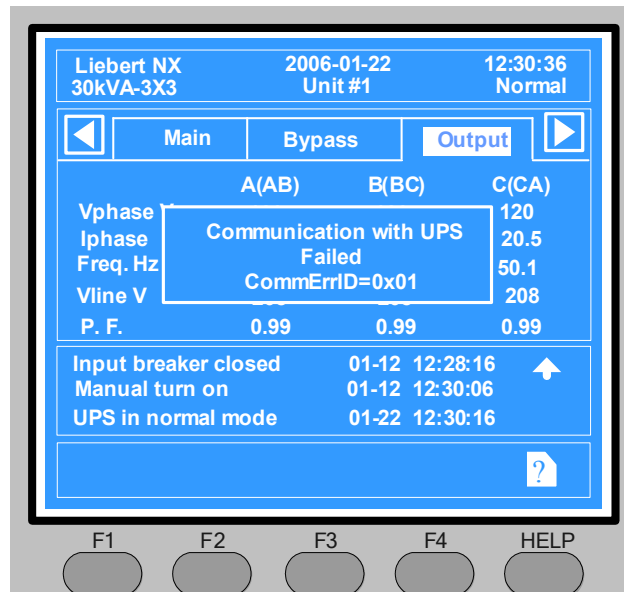 Liebert NX 2006-01-22 12:30:36
30kVA-3X3 Unit #1 Normal
Main Bypass Output
A(AB) B(BC) C(CA)
Vphase 120
Iphase 20.5
Freq. Hz 50.1
Vline V 208
Communication with UPS
Failed
CommErrID=0x01
P. F. 0.99 0.99 0.99
Input breaker closed 01-12 12:28:16
Manual turn on 01-12 12:30:06
UPS in normal mode 01-22 12:30:16
?
F1 F2 F3 F4 HELP